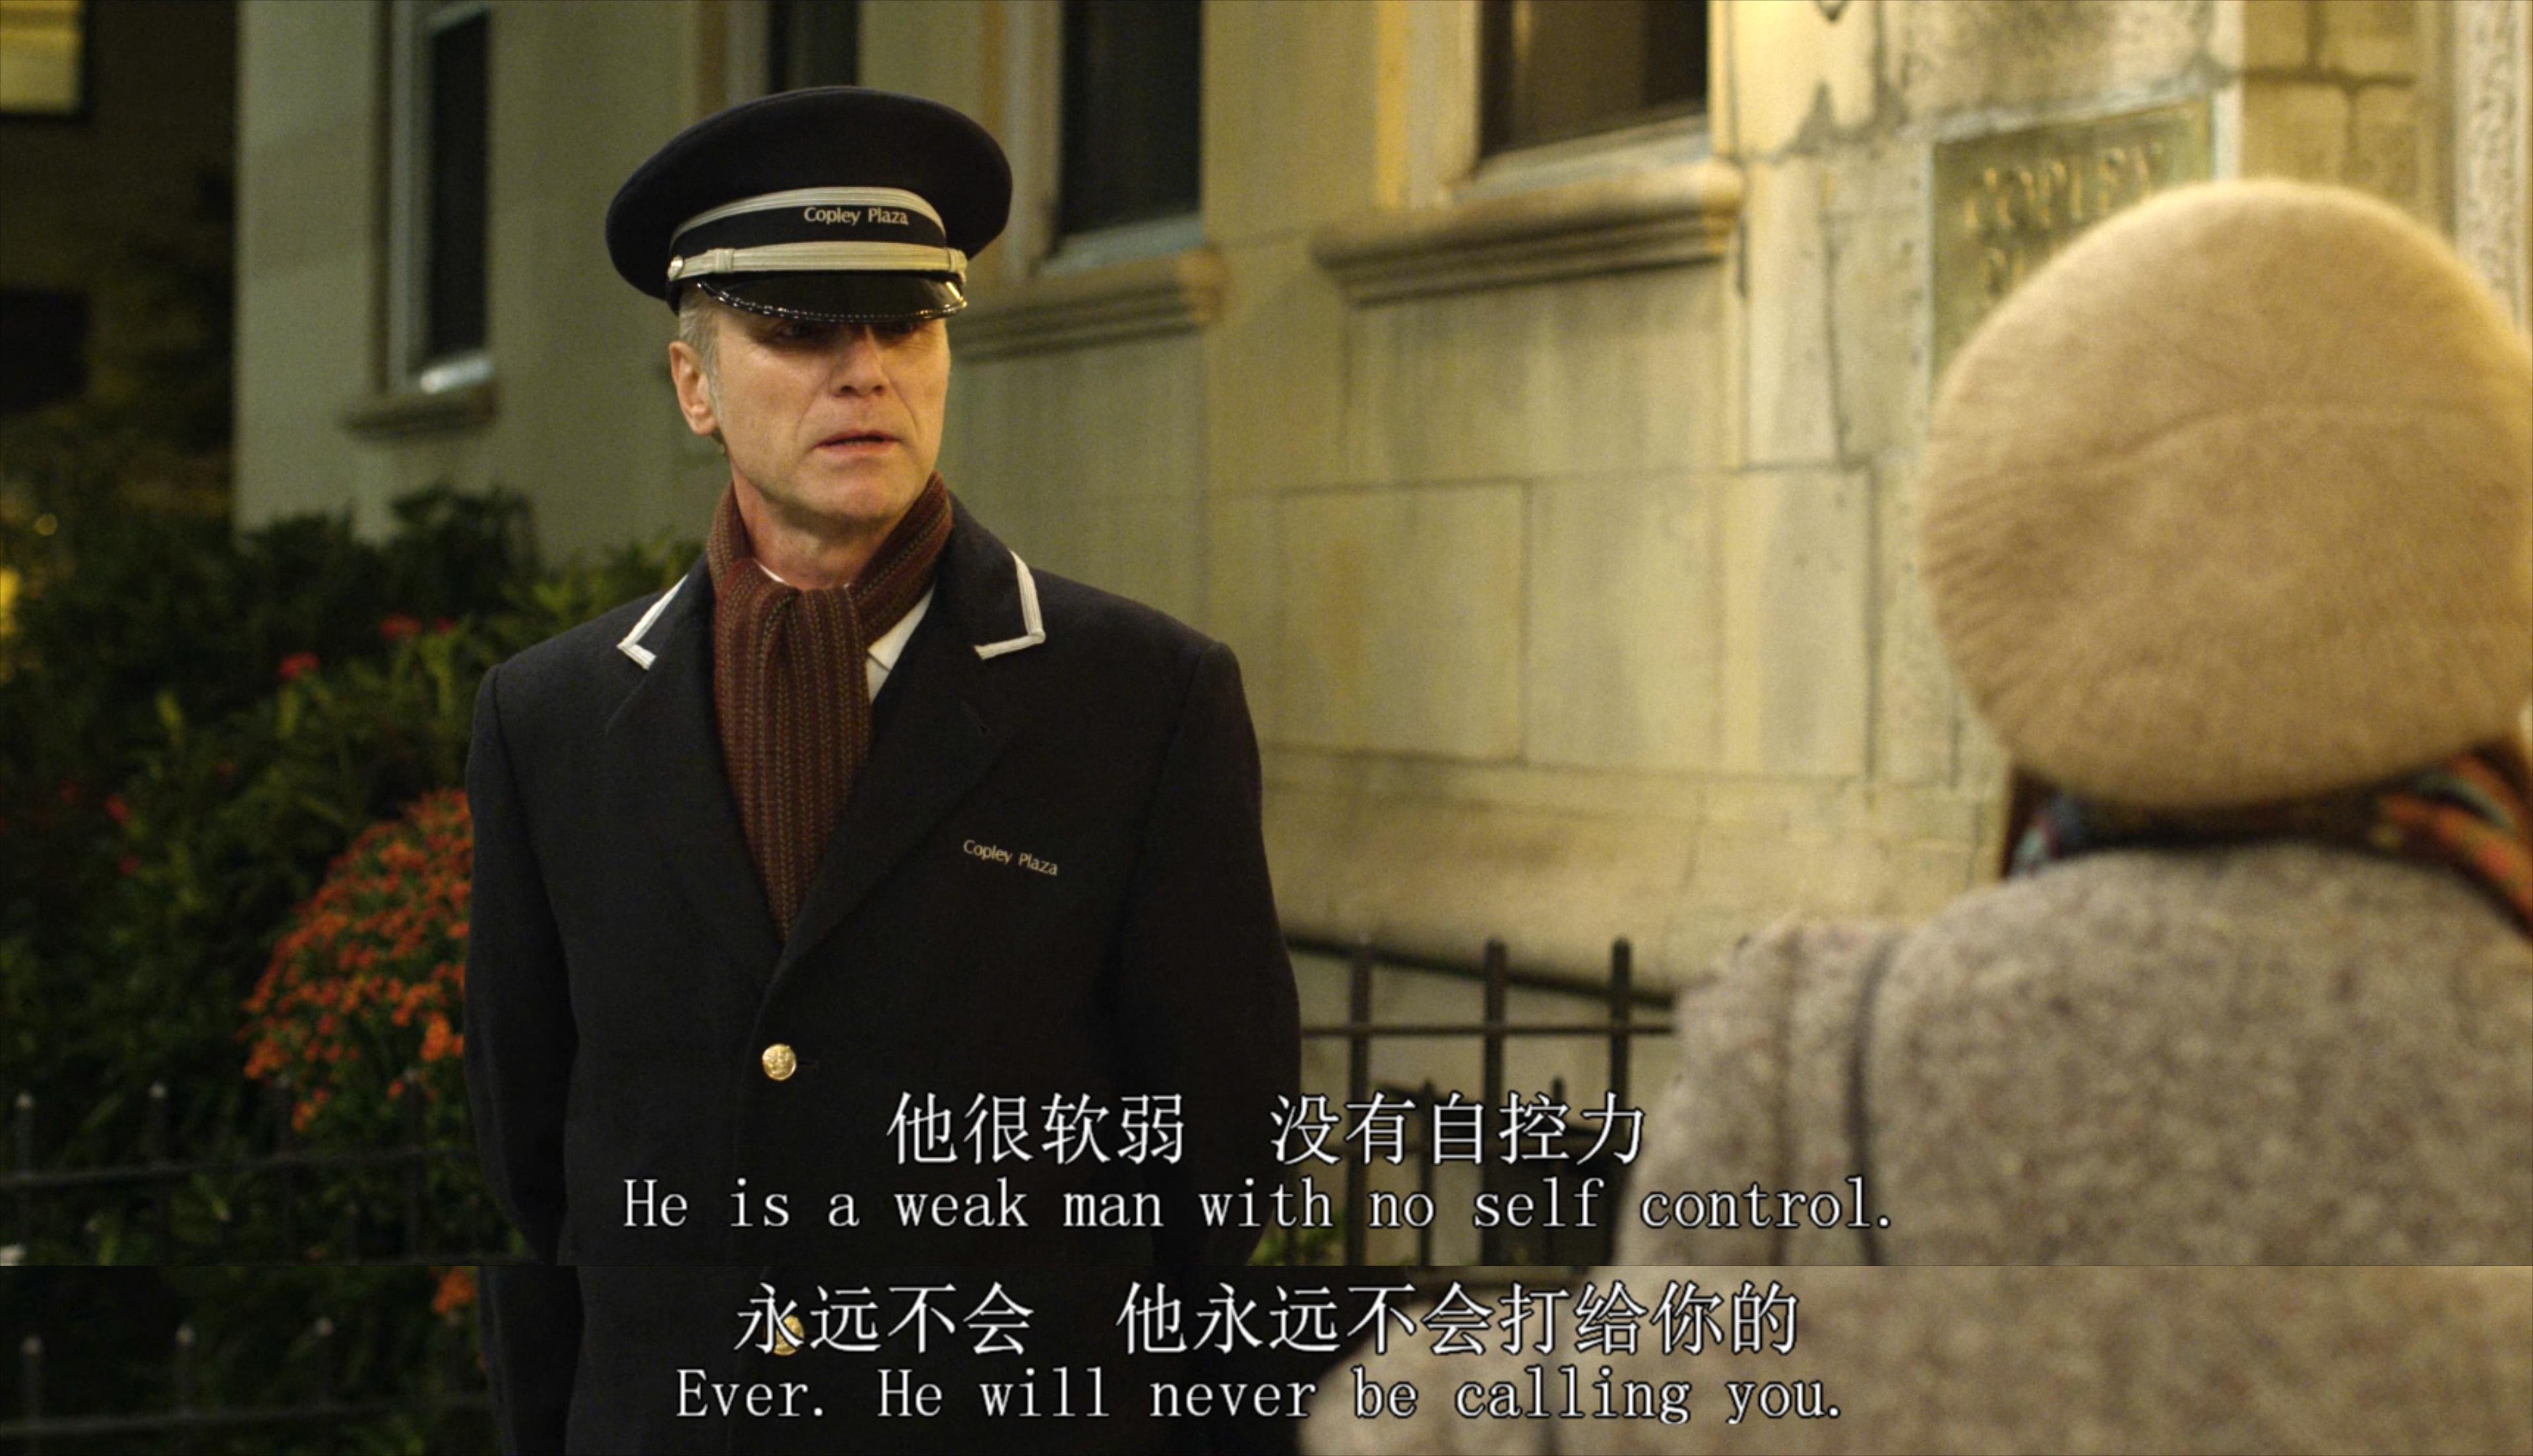 Copley Plaza
COPLEY
Copley Plaza
他很软弱 没有自控力
He is a weak man with no self control.
永远不会 他永远不会打给你的
Ever. He will never be calling you.